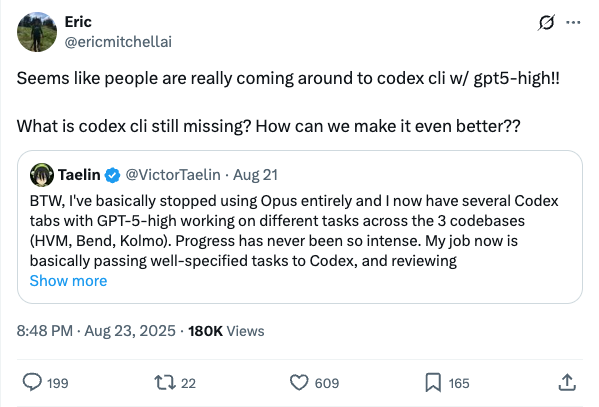 Eric
@ericmitchellai
Seems like people are really coming around to codex cli w/ gpt5-high!!
What is codex cli still missing? How can we make it even better??
Taelin @VictorTaelin · Aug 21
BTW, I've basically stopped using Opus entirely and I now have several Codex
tabs with GPT-5-high working on different tasks across the 3 codebases
(HVM, Bend, Kolmo). Progress has never been so intense. My job now is
basically passing well-specified tasks to Codex, and reviewing
Show more
8:48 PM · Aug 23, 2025 · 180K Views
199 22 609 165